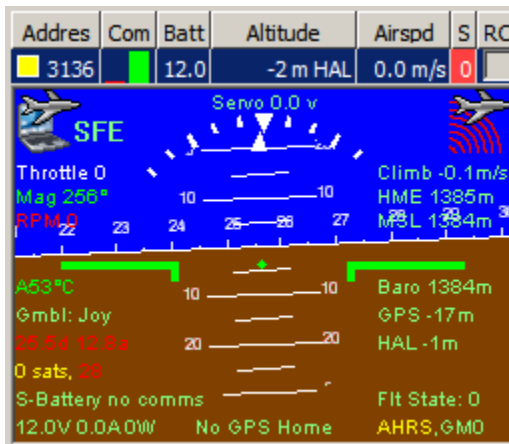 Addres Com Batt Altitude Airspd S RC
3136 12.0 -2 m HAL 0.0 m/s 0
Servo 0.0 v
SFE
Throttle 0 Climb -0.1m/s
Mag 256° 10 10 HME 1385m
RPM 0 MSL 1384m
22 23 24 25 26 27 28 29 30
A53°C 10 10 Baro 1384m
Gmbl: Joy GPS -17m
25.5d 12.8a 20 20 HAL -1m
0 sats, 28
S-Battery no comms Flt State: 0
12.0V 0.0A 0W No GPS Home AHRS,GM0